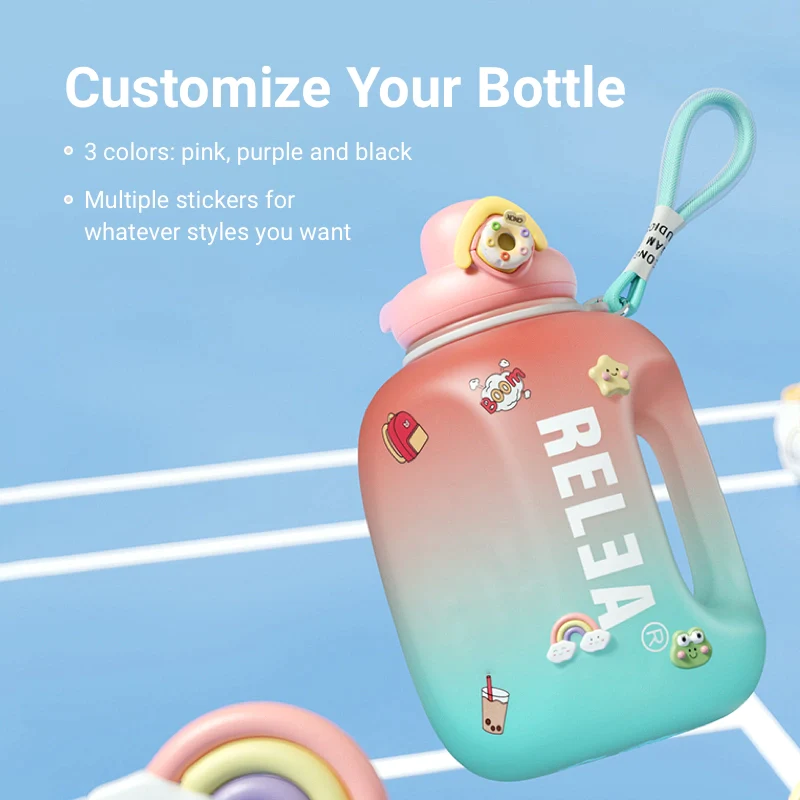 Customize Your Bottle
3 colors: pink, purple and black
Multiple stickers for
whatever styles you want
BOOM
RELEA®